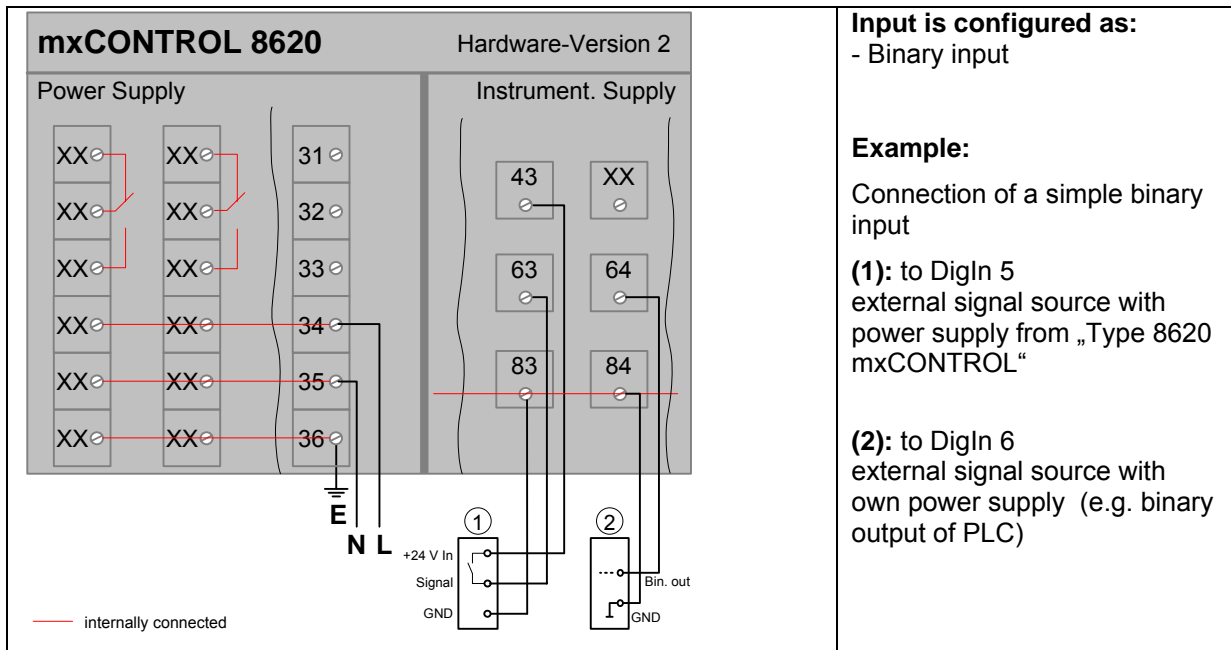 mxCONTROL 8620 Hardware-Version 2
Power Supply Instrument. Supply
XX XX 31
XX XX 32
XX XX 33
XX XX 34
XX XX 35
XX XX 36
43 XX
63 64
83 84
E
N L
1 2
+24 V In
Signal
GND
Bin. out
GND
internally connected
Input is configured as:
- Binary input
Example:
Connection of a simple binary
input
(1): to DigIn 5
external signal source with
power supply from „Type 8620
mxCONTROL“
(2): to DigIn 6
external signal source with
own power supply (e.g. binary
output of PLC)